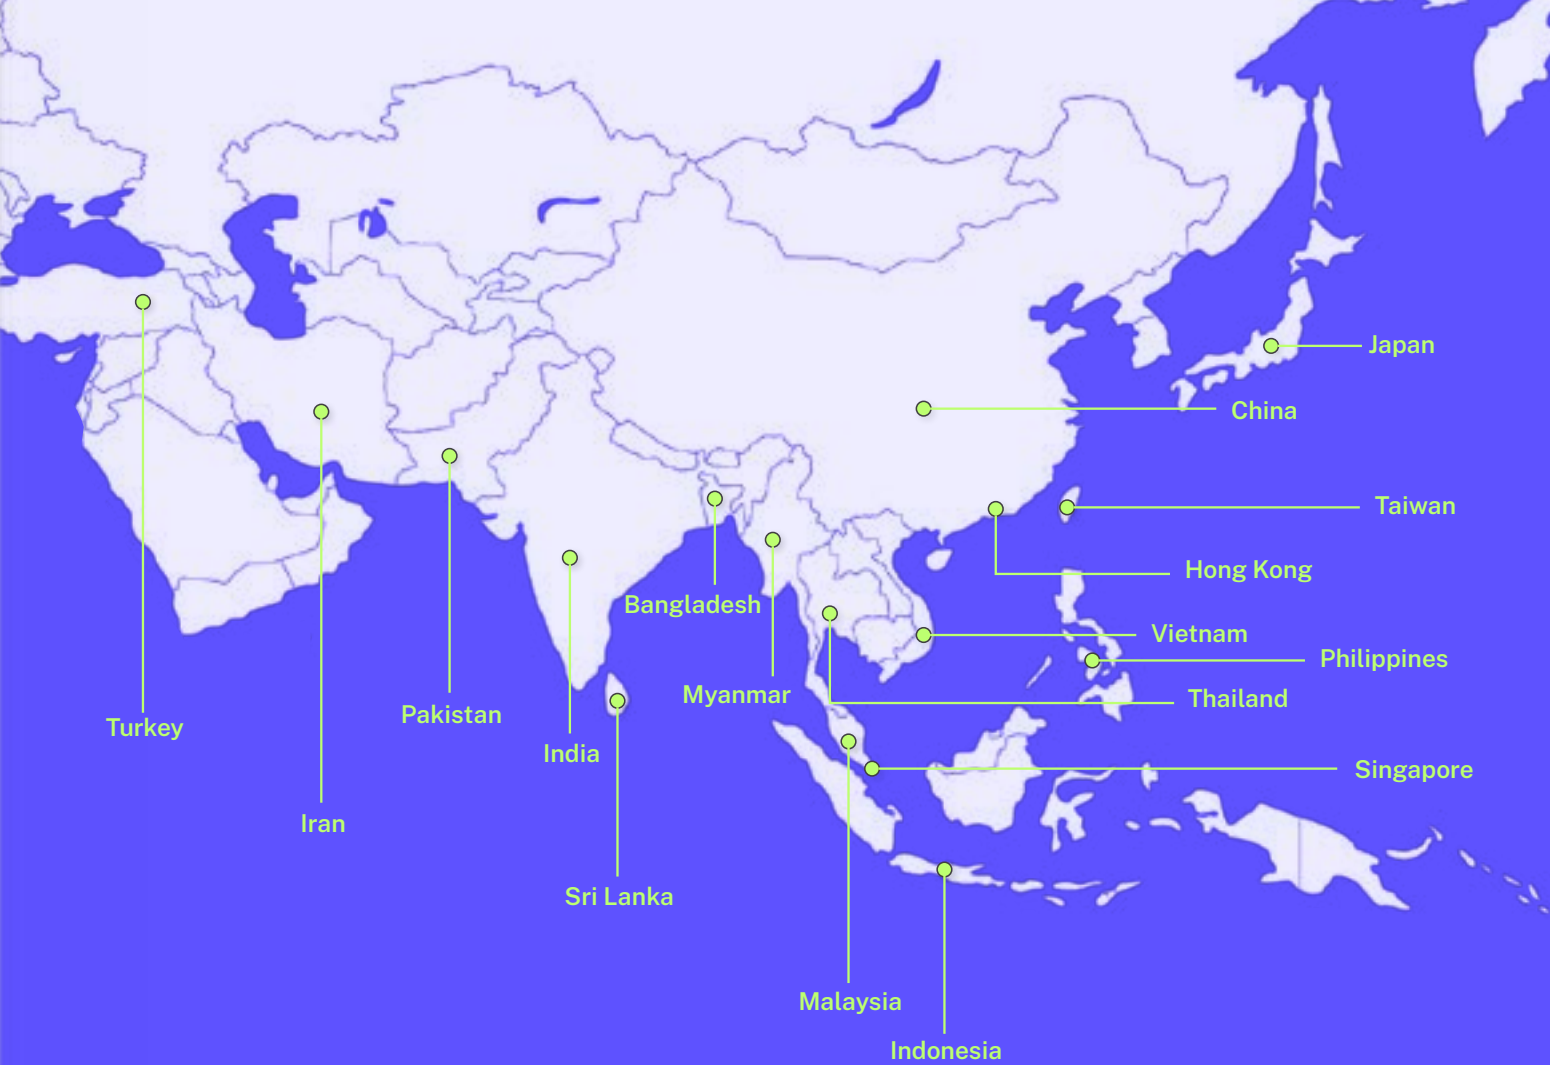 Japan
China
Taiwan
Hong Kong
Bangladesh
Vietnam
Philippines
Myanmar
Thailand
Pakistan
Turkey
India
Singapore
Iran
Sri Lanka
Malaysia
Indonesia